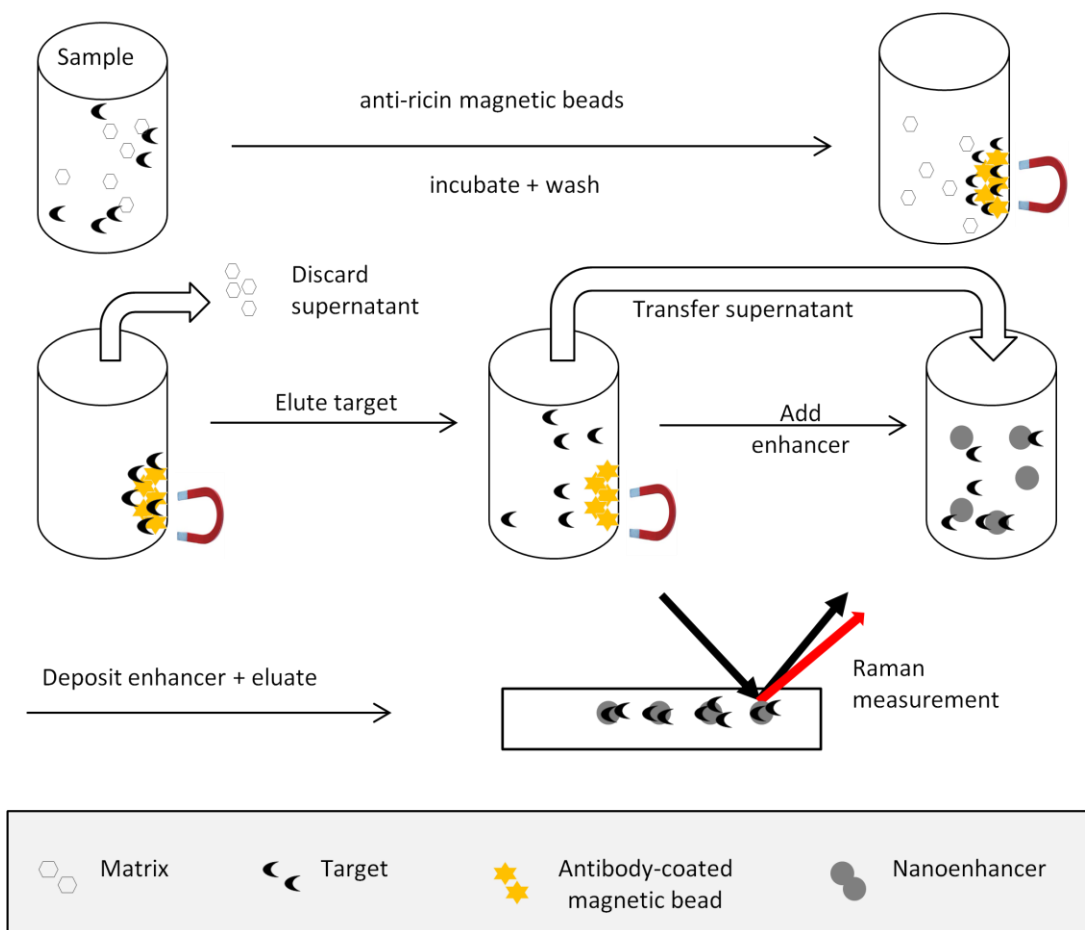 Sample
anti-ricin magnetic beads
incubate + wash
Discard
supernatant
Transfer supernatant
Elute target
Add
enhancer
Deposit enhancer + eluate
Raman
measurement
Matrix
Target
Antibody-coated
magnetic bead
Nanoenhancer